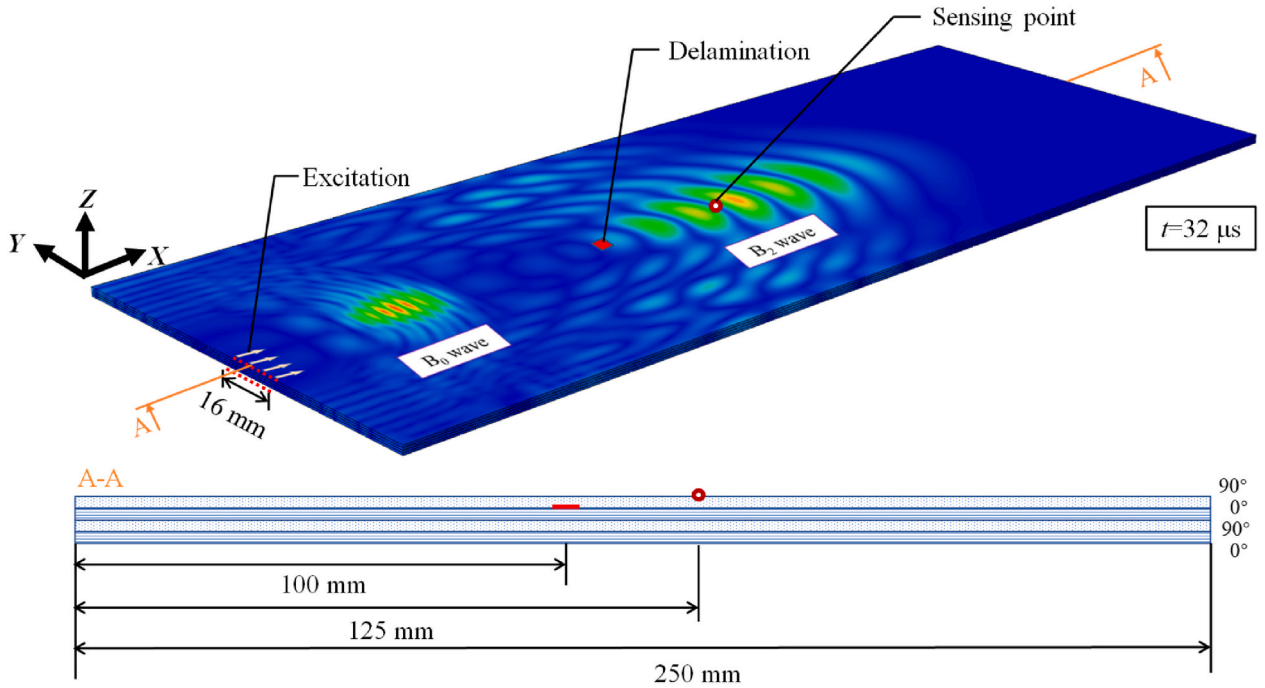 Sensing point
Delamination
A
Excitation
Z
Y
X
t=32 μs
B₂ wave
B₀ wave
16 mm
A
A-A
90°
0°
90°
0°
100 mm
125 mm
250 mm